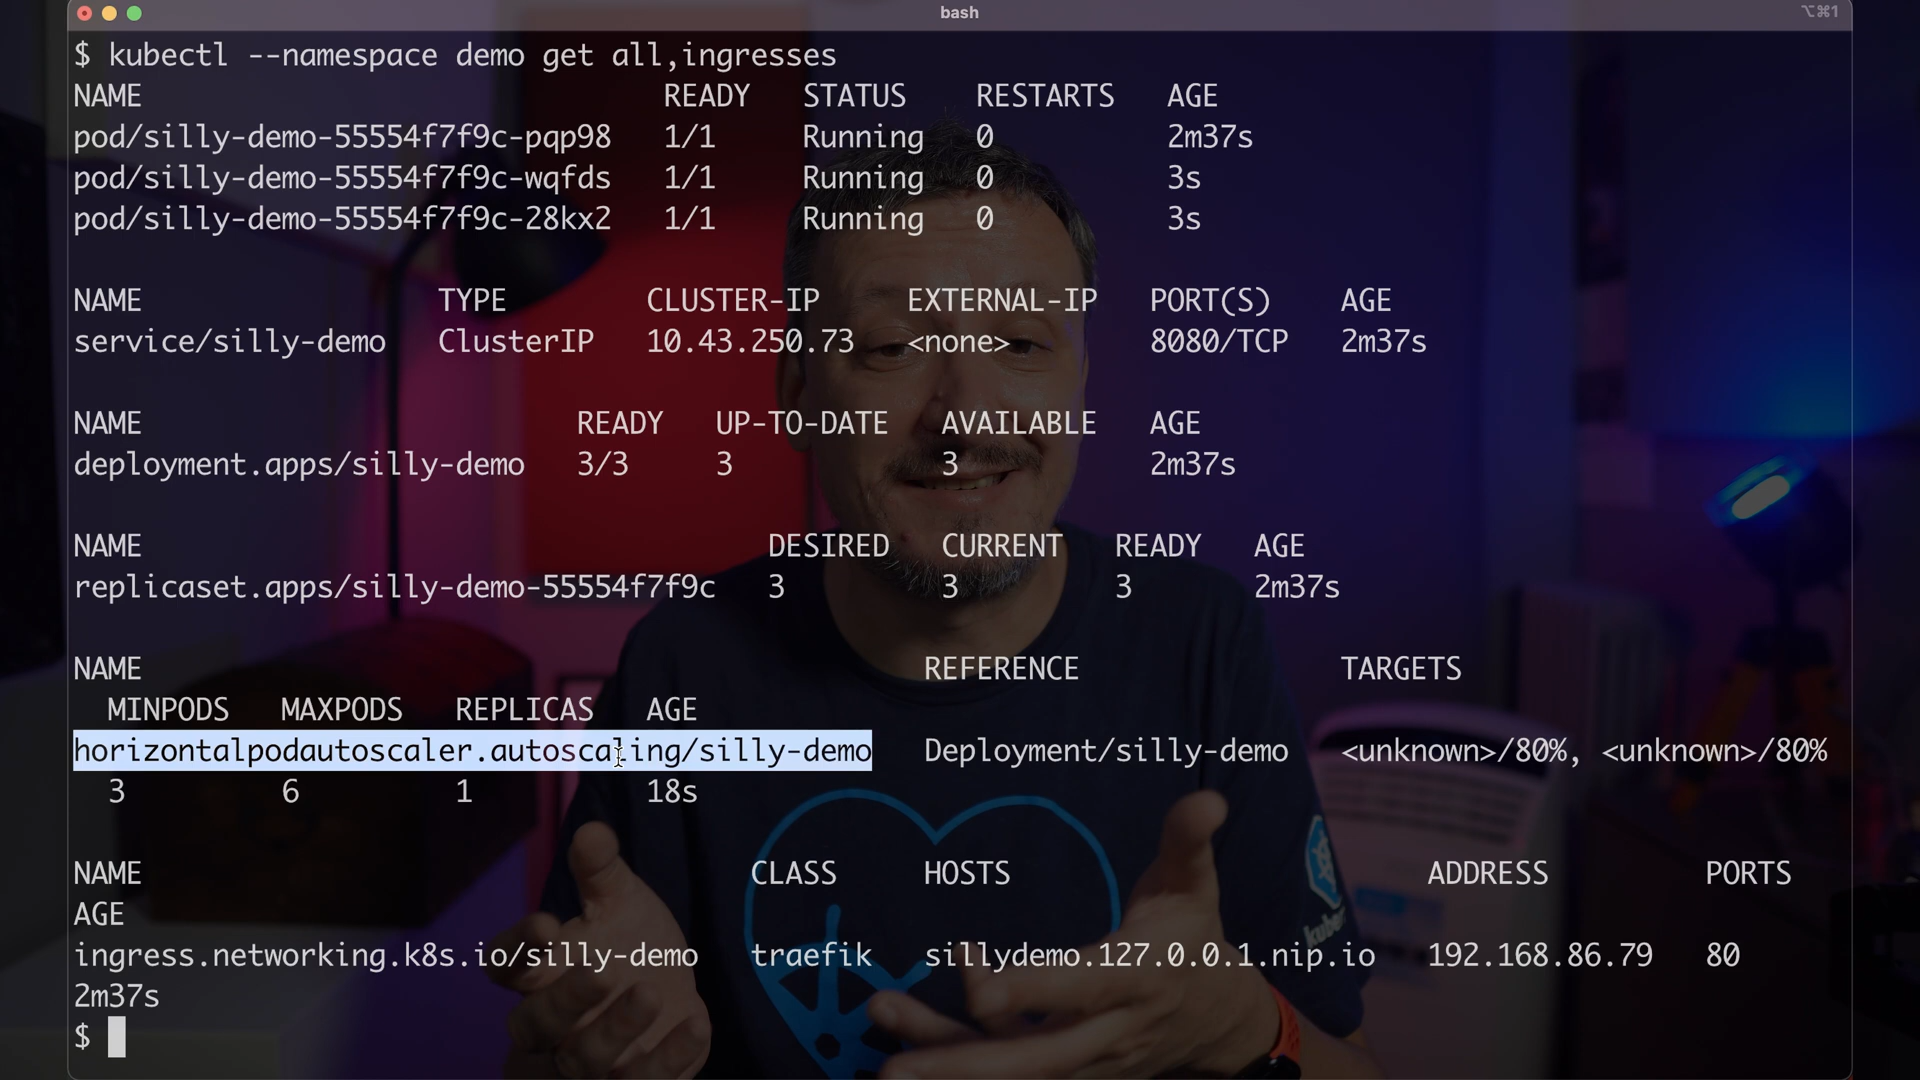 bash
⌥⌘1
$ kubectl --namespace demo get all,ingresses
NAME READY STATUS RESTARTS AGE
pod/silly-demo-55554f7f9c-pqp98 1/1 Running 0 2m37s
pod/silly-demo-55554f7f9c-wqfds 1/1 Running 0 3s
pod/silly-demo-55554f7f9c-28kx2 1/1 Running 0 3s
NAME TYPE CLUSTER-IP EXTERNAL-IP PORT(S) AGE
service/silly-demo ClusterIP 10.43.250.73 <none> 8080/TCP 2m37s
NAME READY UP-TO-DATE AVAILABLE AGE
deployment.apps/silly-demo 3/3 3 3 2m37s
NAME DESIRED CURRENT READY AGE
replicaset.apps/silly-demo-55554f7f9c 3 3 3 2m37s
NAME REFERENCE TARGETS
MINPODS MAXPODS REPLICAS AGE
horizontalpodautoscaler.autoscaling/silly-demo Deployment/silly-demo <unknown>/80%, <unknown>/80%
3 6 1 18s
NAME CLASS HOSTS ADDRESS PORTS
AGE
ingress.networking.k8s.io/silly-demo traefik sillydemo.127.0.0.1.nip.io 192.168.86.79 80
2m37s
$